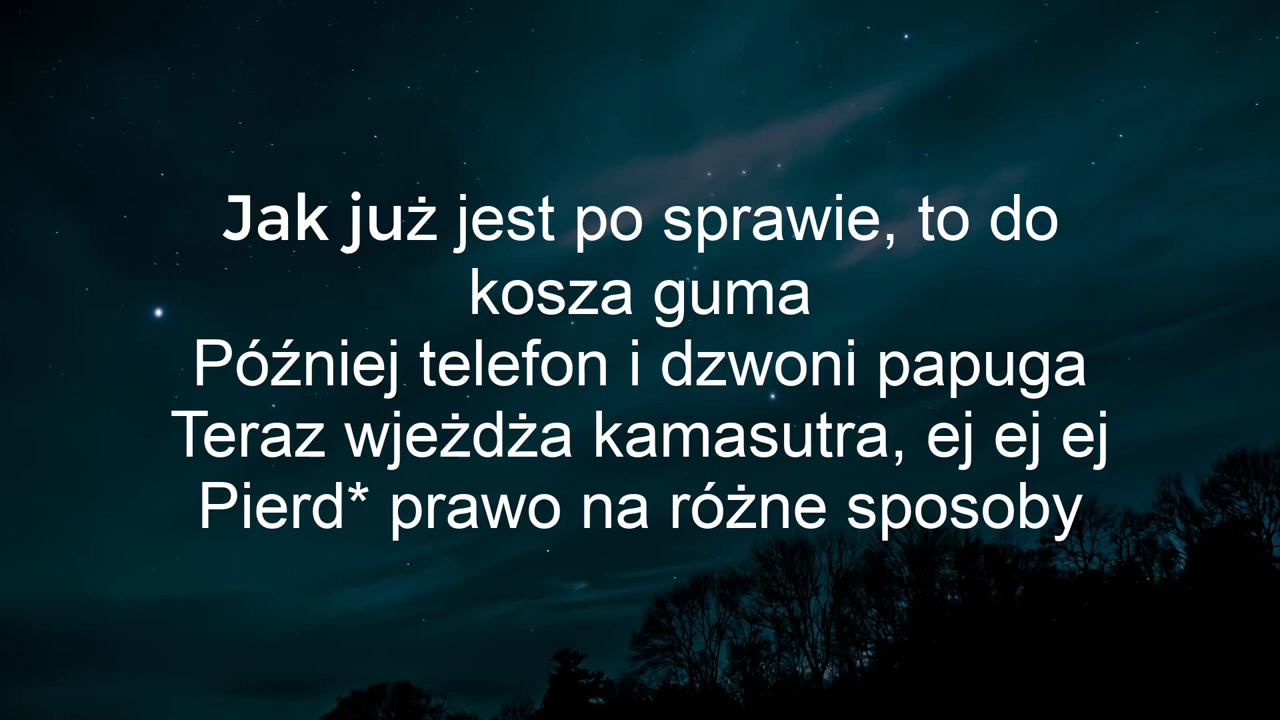 Jak już jest po sprawie, to do
kosza guma
Później telefon i dzwoni papuga
Teraz wjeżdża kamasutra, ej ej ej
Pierd* prawo na różne sposoby